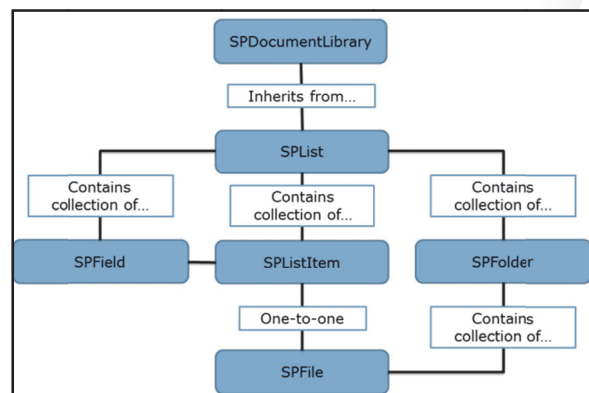 SPDocumentLibrary
Inherits from...
SPList
Contains
collection of...
Contains
collection of...
Contains
collection of...
SPField
SPListItem
SPFolder
One-to-one
Contains
collection of...
SPFile